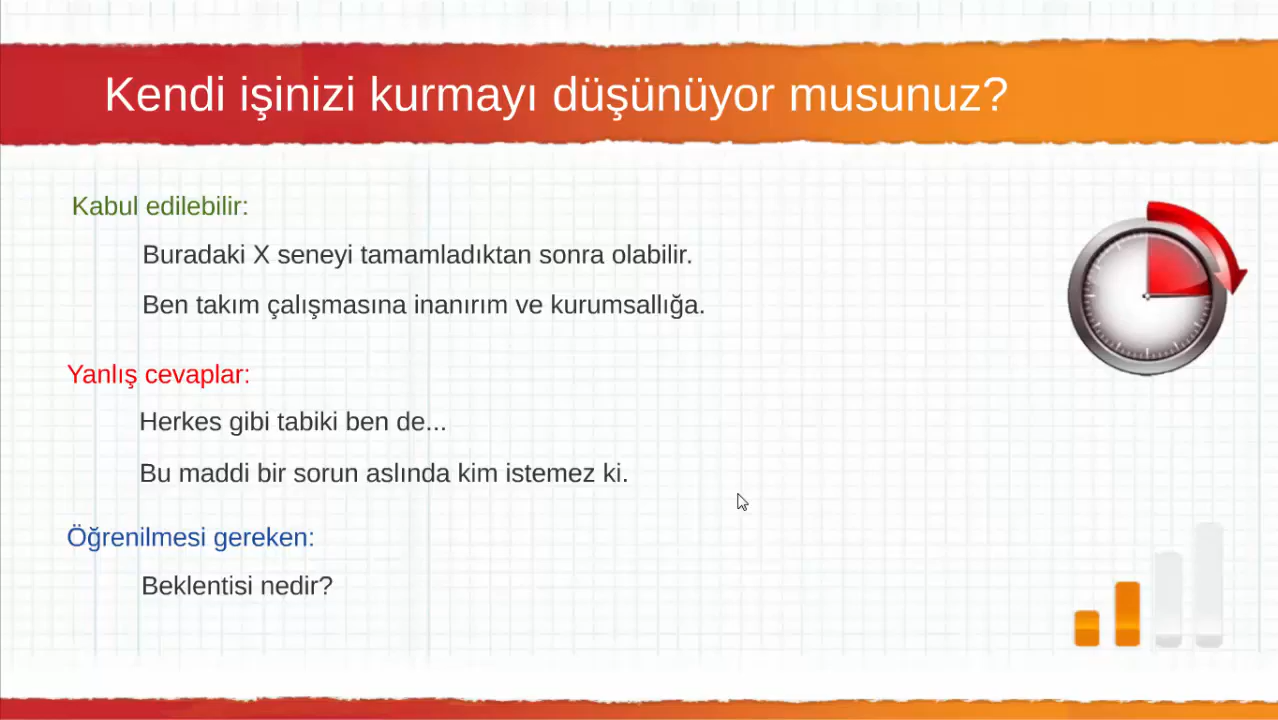 Kendi işinizi kurmayı düşünüyor musunuz?
Kabul edilebilir:
Buradaki X seneyi tamamladıktan sonra olabilir.
Ben takım çalışmasına inanırım ve kurumsallığa.
Yanlış cevaplar:
Herkes gibi tabiki ben de...
Bu maddi bir sorun aslında kim istemez ki.
Öğrenilmesi gereken:
Beklentisi nedir?